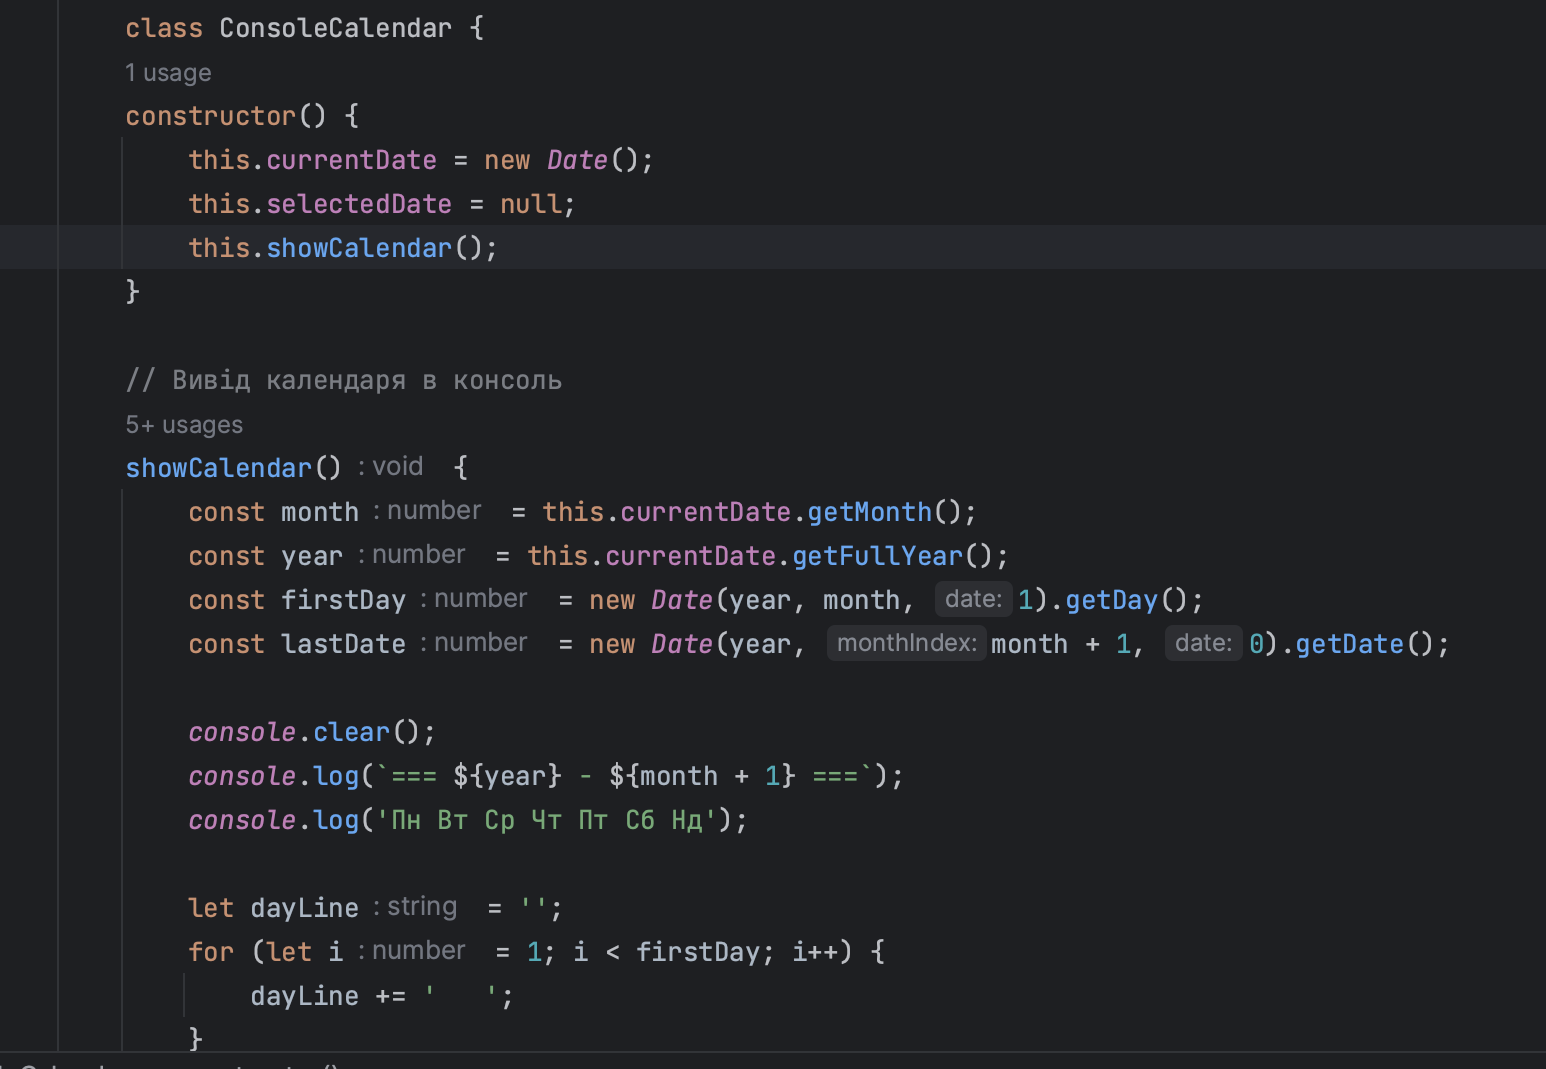 class ConsoleCalendar {
1 usage
constructor() {
this.currentDate = new Date();
this.selectedDate = null;
this.showCalendar();
}
// Вивід календаря в консоль
5+ usages
showCalendar() : void {
const month : number = this.currentDate.getMonth();
const year : number = this.currentDate.getFullYear();
const firstDay : number = new Date(year, month, date: 1).getDay();
const lastDate : number = new Date(year, monthIndex: month + 1, date: 0).getDate();
console.clear();
console.log(`=== ${year} - ${month + 1} ===`);
console.log('Пн Вт Ср Чт Пт Сб Нд');
let dayLine : string = '';
for (let i : number = 1; i < firstDay; i++) {
dayLine += '   ';
}